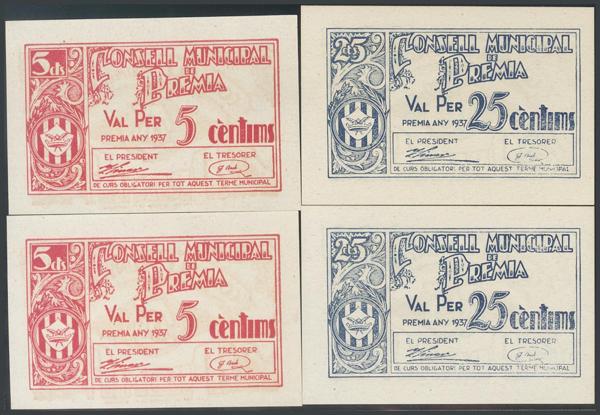 5 cts
CONSELL MUNICIPAL
DE
PREMIA
VAL PER 5 cèntims
PREMIA ANY 1937
EL PRESIDENT EL TRESORER
DE CURS OBLIGATORI PER TOT AQUEST TERME MUNICIPAL
25
CONSELL MUNICIPAL
DE
PREMIA
VAL PER 25 cèntims
PREMIA ANY 1937
EL PRESIDENT EL TRESORER
DE CURS OBLIGATORI PER TOT AQUEST TERME MUNICIPAL
5 cts
CONSELL MUNICIPAL
DE
PREMIA
VAL PER 5 cèntims
PREMIA ANY 1937
EL PRESIDENT EL TRESORER
DE CURS OBLIGATORI PER TOT AQUEST TERME MUNICIPAL
25
CONSELL MUNICIPAL
DE
PREMIA
VAL PER 25 cèntims
PREMIA ANY 1937
EL PRESIDENT EL TRESORER
DE CURS OBLIGATORI PER TOT AQUEST TERME MUNICIPAL